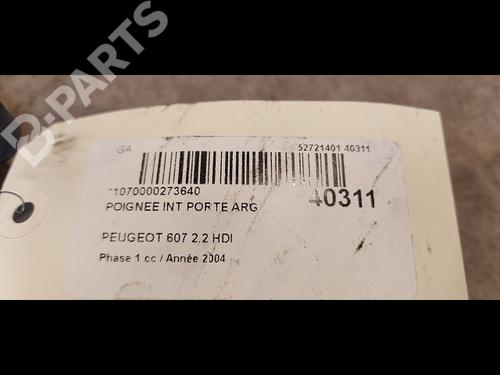 D-PARTS
GA
52721401 40311
*1070000273640
40311
POIGNEE INT PORTE ARG
PEUGEOT 607 2.2 HDI
Phase 1 cc / Année 2004